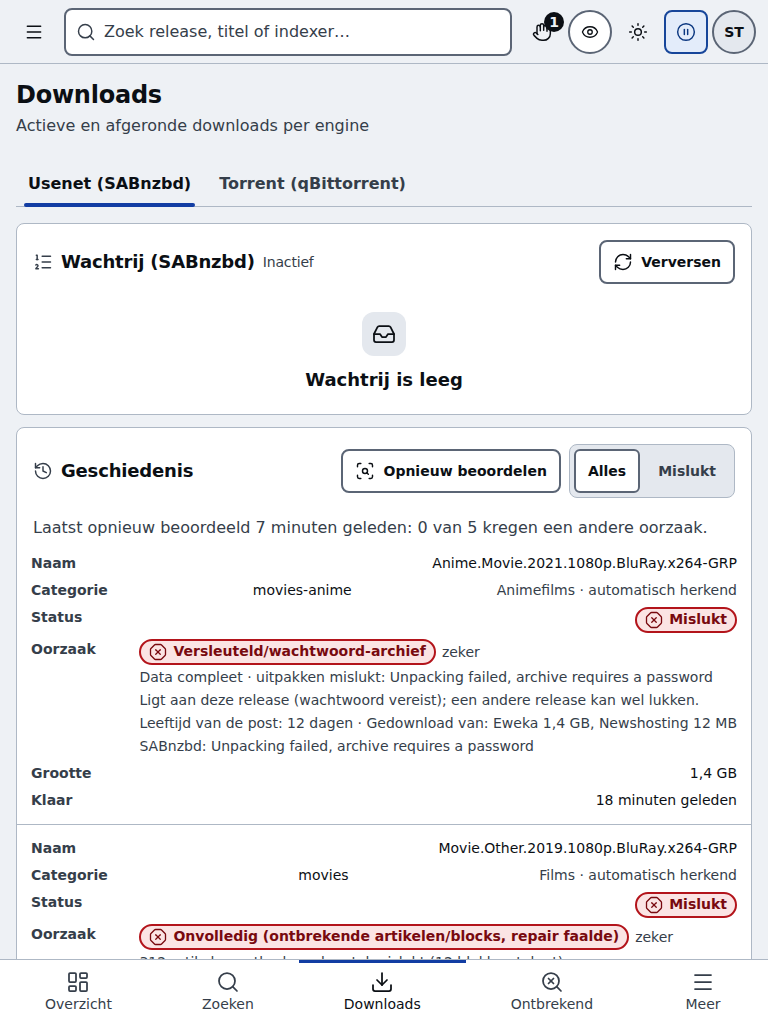 Zoek release, titel of indexer…
1
ST
Downloads
Actieve en afgeronde downloads per engine
Usenet (SABnzbd)
Torrent (qBittorrent)
Wachtrij (SABnzbd) Inactief
Verversen
Wachtrij is leeg
Geschiedenis
Opnieuw beoordelen
Alles
Mislukt
Laatst opnieuw beoordeeld 7 minuten geleden: 0 van 5 kregen een andere oorzaak.
Naam Anime.Movie.2021.1080p.BluRay.x264-GRP
Categorie movies-anime Animefilms · automatisch herkend
Status Mislukt
Oorzaak Versleuteld/wachtwoord-archief zeker
Data compleet · uitpakken mislukt: Unpacking failed, archive requires a password
Ligt aan deze release (wachtwoord vereist); een andere release kan wel lukken.
Leeftijd van de post: 12 dagen · Gedownload van: Eweka 1,4 GB, Newshosting 12 MB
SABnzbd: Unpacking failed, archive requires a password
Grootte 1,4 GB
Klaar 18 minuten geleden
Naam Movie.Other.2019.1080p.BluRay.x264-GRP
Categorie movies Films · automatisch herkend
Status Mislukt
Oorzaak Onvolledig (ontbrekende artikelen/blocks, repair faalde) zeker
Overzicht
Zoeken
Downloads
Ontbrekend
Meer